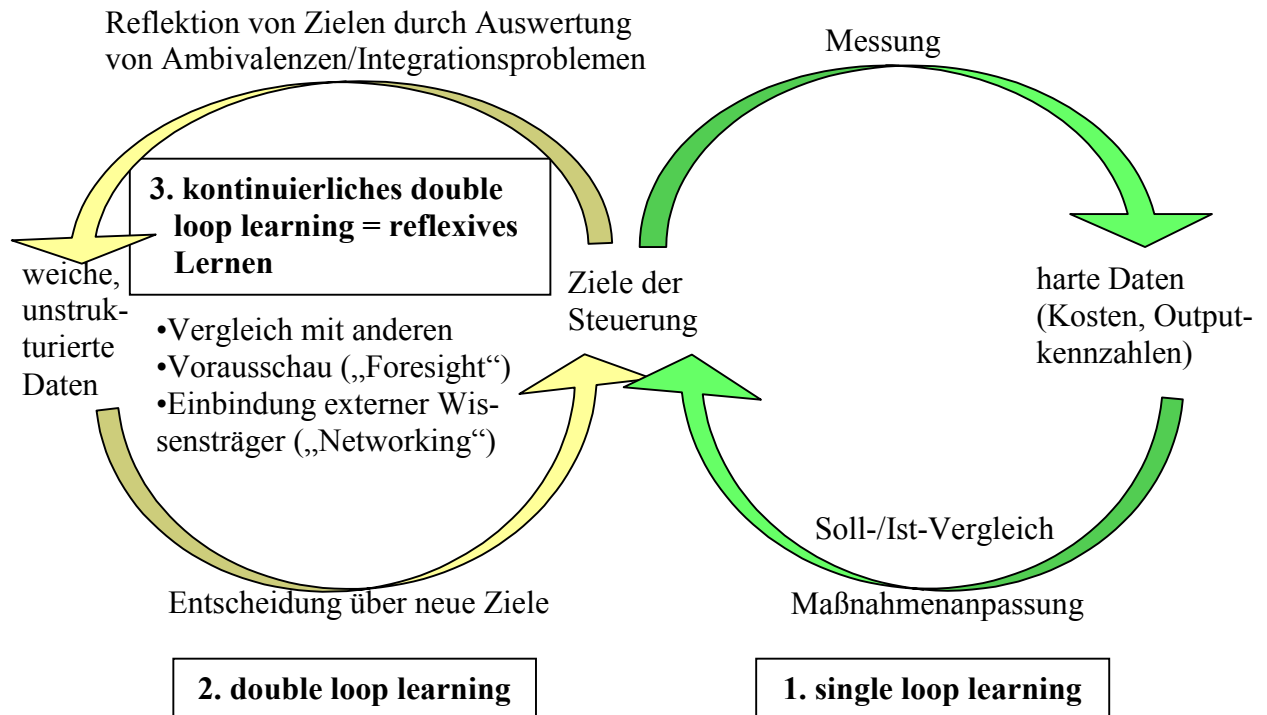 Reflektion von Zielen durch Auswertung
von Ambivalenzen/Integrationsproblemen
Messung
3. kontinuierliches double
loop learning = reflexives
Lernen
weiche,
unstruk-
turierte
Daten
•Vergleich mit anderen
•Vorausschau („Foresight“)
•Einbindung externer Wis-
sensträger („Networking“)
Ziele der
Steuerung
harte Daten
(Kosten, Output-
kennzahlen)
Soll-/Ist-Vergleich
Entscheidung über neue Ziele
Maßnahmenanpassung
2. double loop learning
1. single loop learning